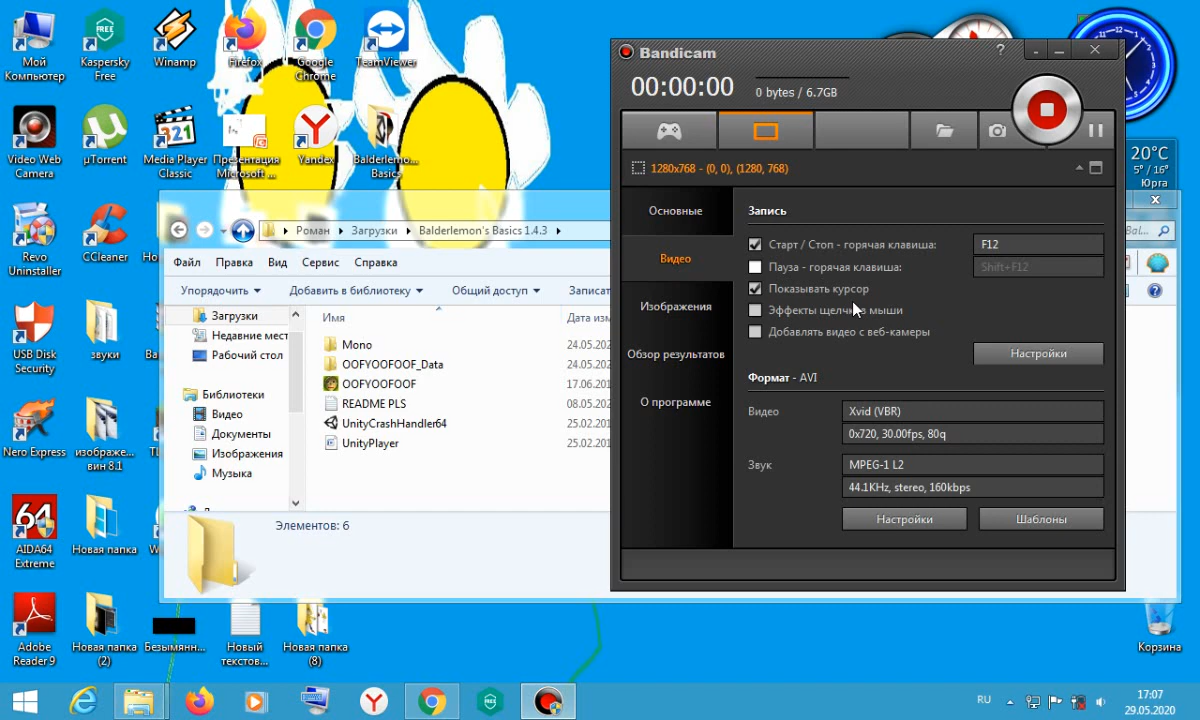 Мой
Компьютер
Kaspersky
Free
FREE
Winamp
Firefox
Google
Chrome
TeamViewer
Video Web
Camera
µTorrent
321
Media Player
Classic
Презентация
Microsoft ...
Yandex
Balderlemo...
Basics
Revo
Uninstaller
CCleaner
USB Disk
Security
звуки
Nero Express
изображе...
вин 8.1
64
AIDA64
Extreme
Новая папка
Adobe
Reader 9
Новая папка
(2)
Безымянн...
Новый
текстов...
Новая папка
(8)
Корзина
20°C
5° / 16°
Юрга
Роман
Загрузки
Balderlemon's Basics 1.4.3
Bal...
Файл
Правка
Вид
Сервис
Справка
Упорядочить
Добавить в библиотеку
Общий доступ
Записат
Загрузки
Недавние мест
Рабочий стол
Библиотеки
Видео
Документы
Изображения
Музыка
Имя
Дата изм
Mono
24.05.202
OOFYOOFOOF_Data
24.05.202
OOFYOOFOOF
17.06.201
README PLS
08.05.202
UnityCrashHandler64
25.02.201
UnityPlayer
25.02.201
Элементов: 6
Bandicam
?
00:00:00
0 bytes / 6.7GB
1280x768 - (0, 0), (1280, 768)
Основные
Видео
Изображения
Обзор результатов
О программе
Запись
Старт / Стоп - горячая клавиша:
F12
Пауза - горячая клавиша:
Shift+F12
Показывать курсор
Эффекты щелчков мыши
Добавлять видео с веб-камеры
Настройки
Формат - AVI
Видео
Xvid (VBR)
0x720, 30.00fps, 80q
Звук
MPEG-1 L2
44.1KHz, stereo, 160kbps
Настройки
Шаблоны
RU
17:07
29.05.2020